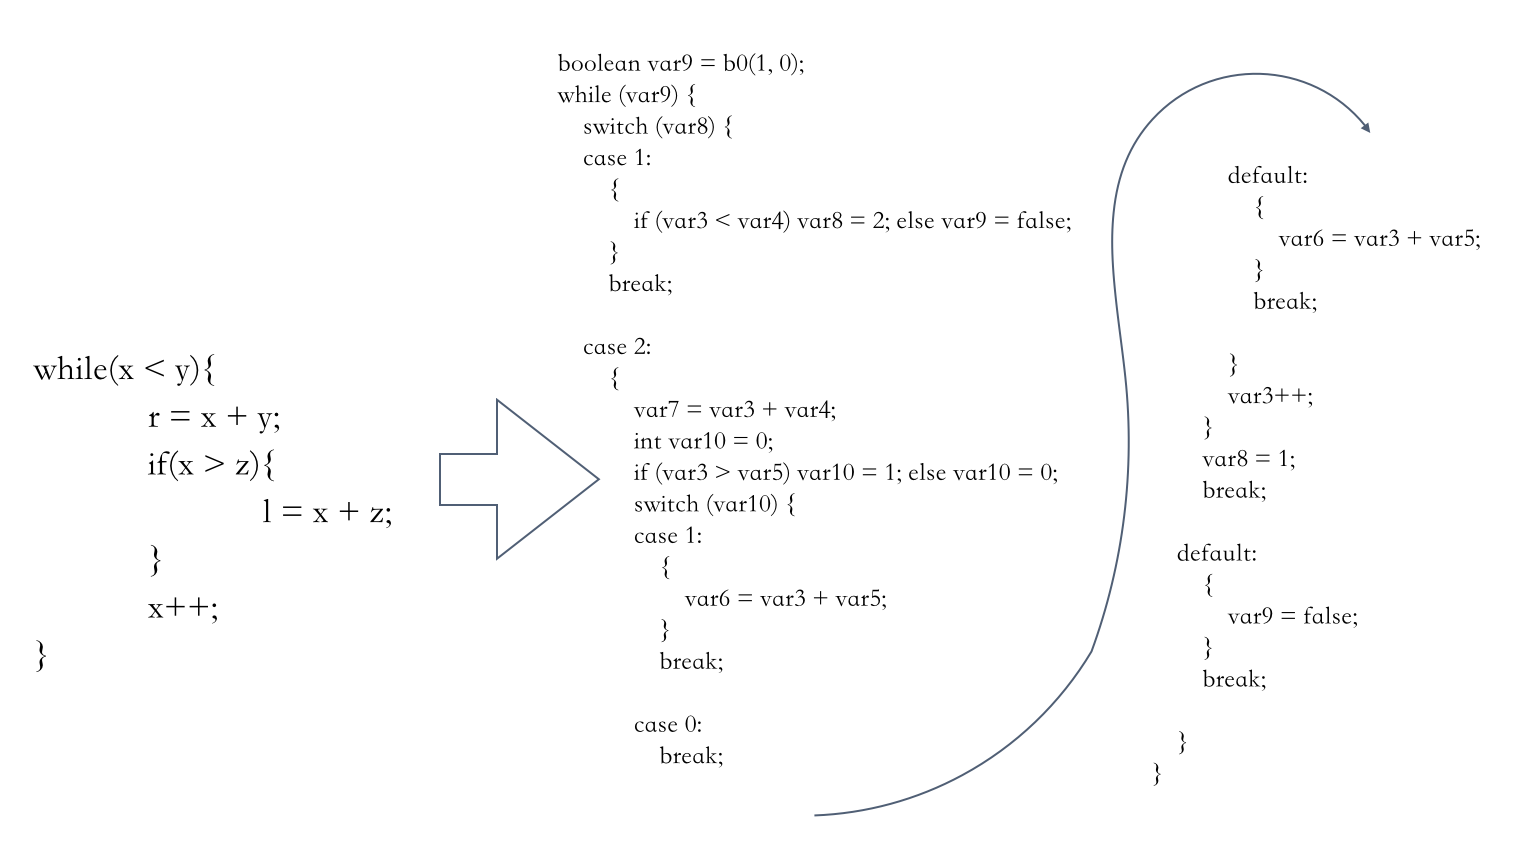 while(x < y){
r = x + y;
if(x > z){
l = x + z;
}
x++;
}
boolean var9 = b0(1, 0);
while (var9) {
switch (var8) {
case 1:
{
if (var3 < var4) var8 = 2; else var9 = false;
}
break;
case 2:
{
var7 = var3 + var4;
int var10 = 0;
if (var3 > var5) var10 = 1; else var10 = 0;
switch (var10) {
case 1:
{
var6 = var3 + var5;
}
break;
case 0:
break;
default:
{
var6 = var3 + var5;
}
break;
}
var3++;
}
var8 = 1;
break;
default:
{
var9 = false;
}
break;
}
}